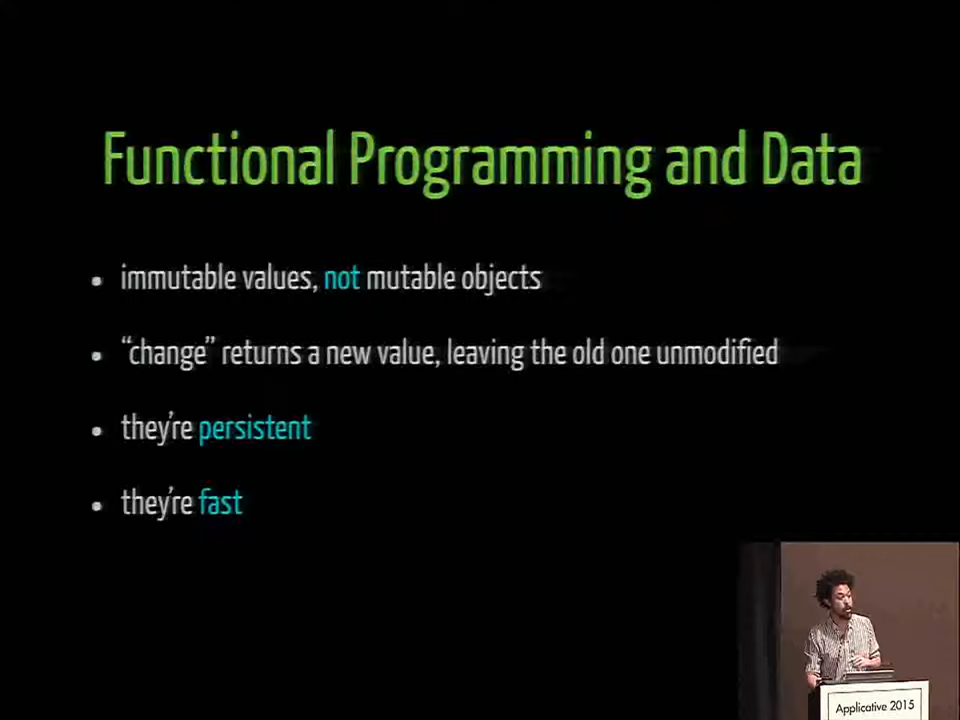 Functional Programming and Data
• immutable values, not mutable objects
• “change” returns a new value, leaving the old one unmodified
• they’re persistent
• they’re fast
Applicative 2015